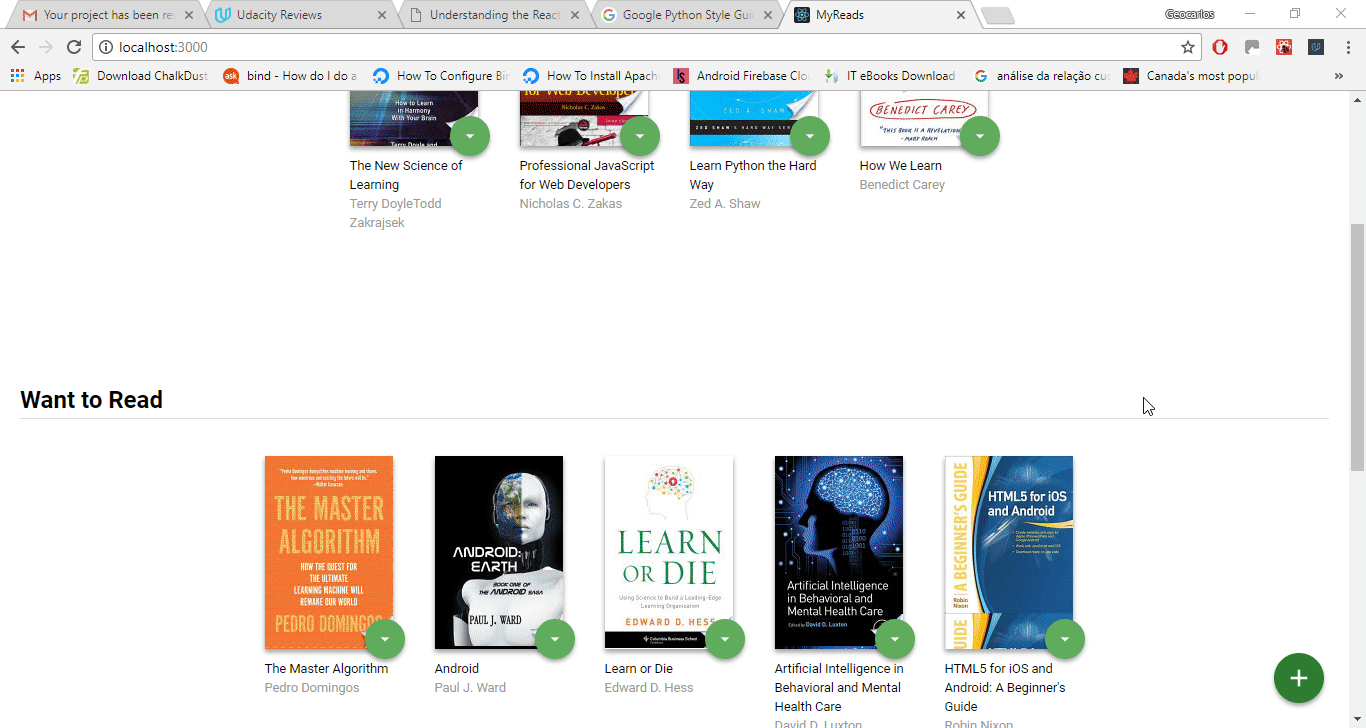 Your project has been re
Udacity Reviews
Understanding the React
Google Python Style Guid
MyReads
Geocarlos
localhost:3000
Apps
Download ChalkDust
bind - How do I do a
How To Configure Bin
How To Install Apache
Android Firebase Clo
IT eBooks Download
análise da relação cus
Canada's most popul
»
How to Learn
in Harmony
With Your Brain
Terry Doyle and
for Web Developers
Nicholas C. Zakas
ZED A. SHAW
ZED SHAW'S HARD WAY SER
BENEDICT CAREY
"THIS BOOK IS A REVELATION."
The New Science of
Learning
Terry DoyleTodd
Zakrajsek
Professional JavaScript
for Web Developers
Nicholas C. Zakas
Learn Python the Hard
Way
Zed A. Shaw
How We Learn
Benedict Carey
Want to Read
THE MASTER
ALGORITHM
HOW THE QUEST FOR
THE ULTIMATE
LEARNING MACHINE WILL
REMAKE OUR WORLD
PEDRO DOMINGOS
ANDROID:
EARTH
BOOK ONE OF
THE ANDROID SAGA
PAUL J. WARD
LEARN
OR DIE
Using Science to Build a Leading-Edge
Learning Organization
EDWARD D. HESS
Columbia Business School
Artificial Intelligence
in Behavioral and
Mental Health Care
Edited by David D. Luxton
A BEGINNER'S GUIDE
HTML5 for iOS
and Android
Robin
Nixon
The Master Algorithm
Pedro Domingos
Android
Paul J. Ward
Learn or Die
Edward D. Hess
Artificial Intelligence in
Behavioral and Mental
Health Care
David D. Luxton
HTML5 for iOS and
Android: A Beginner's
Guide
Robin Nixon
+